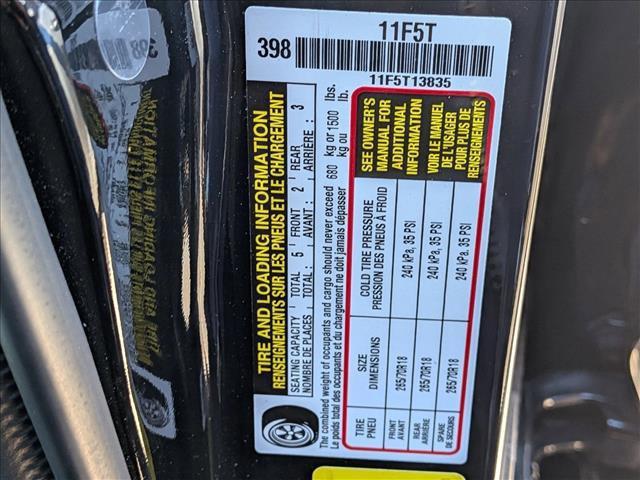 398
11F5T
11F5T13835
TIRE AND LOADING INFORMATION
RENSEIGNEMENTS SUR LES PNEUS ET LE CHARGEMENT
SEATING CAPACITY TOTAL 5 FRONT 2 REAR 3
NOMBRE DE PLACES TOTAL: AVANT: ARRIÈRE:
The combined weight of occupants and cargo should never exceed 680 kg or 1500 lbs.
Le poids total des occupants et du chargement ne doit jamais dépasser kg ou lb.
TIRE SIZE COLD TIRE PRESSURE
PNEU DIMENSIONS PRESSION DES PNEUS À FROID
FRONT 265/70R18 240 kPa, 35 PSI
AVANT
REAR 265/70R18 240 kPa, 35 PSI
ARRIÈRE
SPARE 265/70R18 240 kPa, 35 PSI
DE SECOURS
SEE OWNER'S
MANUAL FOR
ADDITIONAL
INFORMATION
VOIR LE MANUEL
DE L'USAGER
POUR PLUS DE
RENSEIGNEMENTS